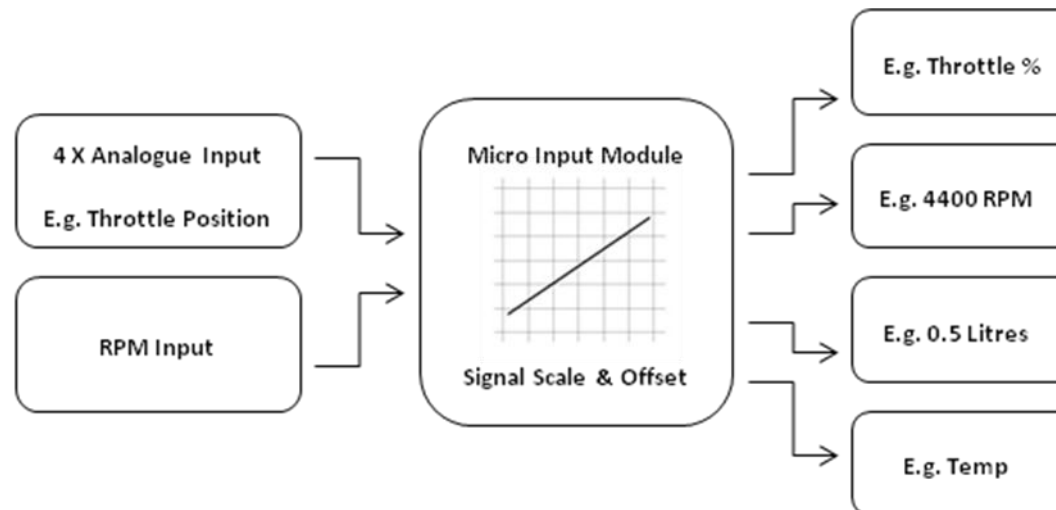 4 X Analogue Input
E.g. Throttle Position
RPM Input
Micro Input Module
Signal Scale & Offset
E.g. Throttle %
E.g. 4400 RPM
E.g. 0.5 Litres
E.g. Temp